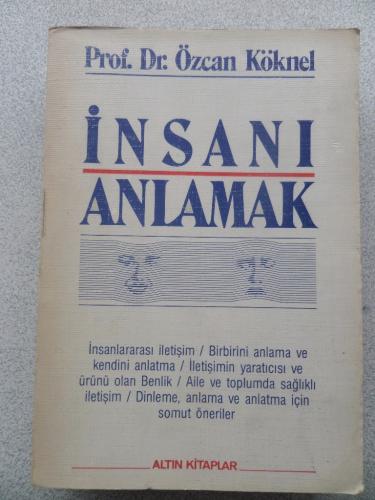 Prof. Dr. Özcan Köknel
İNSANI
ANLAMAK
İnsanlararası iletişim / Birbirini anlama ve
kendini anlatma / İletişimin yaratıcısı ve
ürünü olan Benlik / Aile ve toplumda sağlıklı
iletişim / Dinleme, anlama ve anlatma için
somut öneriler
ALTIN KİTAPLAR